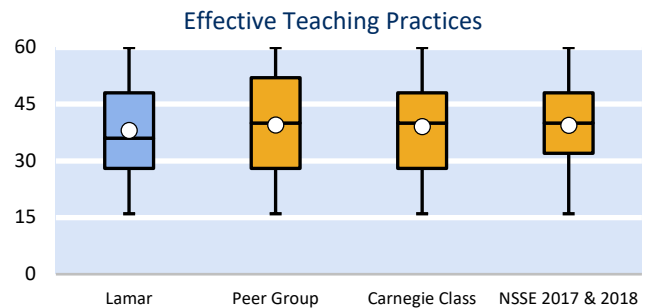 Effective Teaching Practices
60
45
30
15
0
Lamar Peer Group Carnegie Class NSSE 2017 & 2018